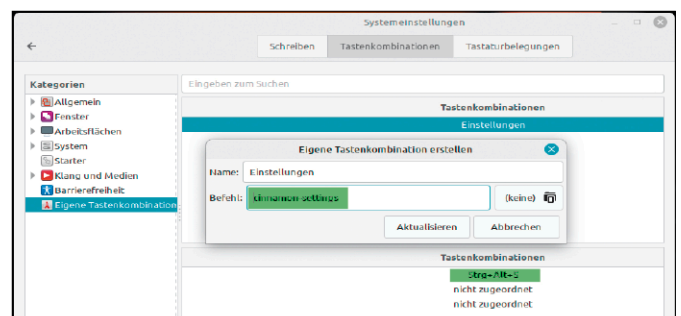 Systemeinstellungen
Schreiben Tastenkombinationen Tastaturbelegungen
Kategorien
Eingeben zum Suchen
Allgemein
Fenster
Arbeitsflächen
System
Starter
Klang und Medien
Barrierefreiheit
Eigene Tastenkombination
Tastenkombinationen
Einstellungen
Eigene Tastenkombination erstellen
Name: Einstellungen
Befehl: cinnamon-settings (keine)
Aktualisieren Abbrechen
Tastenkombinationen
Strg+Alt+S
nicht zugeordnet
nicht zugeordnet